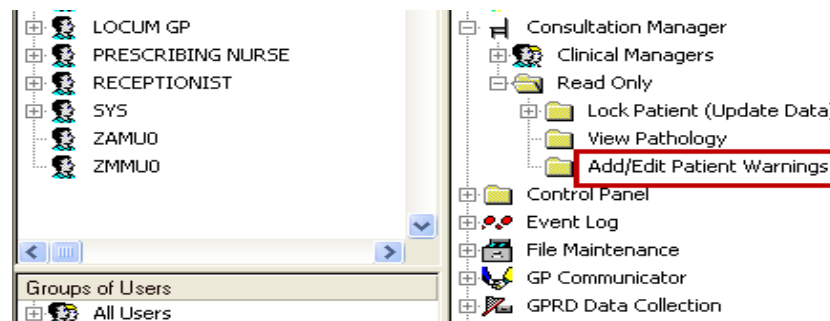 LOCUM GP
PRESCRIBING NURSE
RECEPTIONIST
SYS
ZAMU0
ZMMU0
Groups of Users
All Users
Consultation Manager
Clinical Managers
Read Only
Lock Patient (Update Data)
View Pathology
Add/Edit Patient Warnings
Control Panel
Event Log
File Maintenance
GP Communicator
GPRD Data Collection